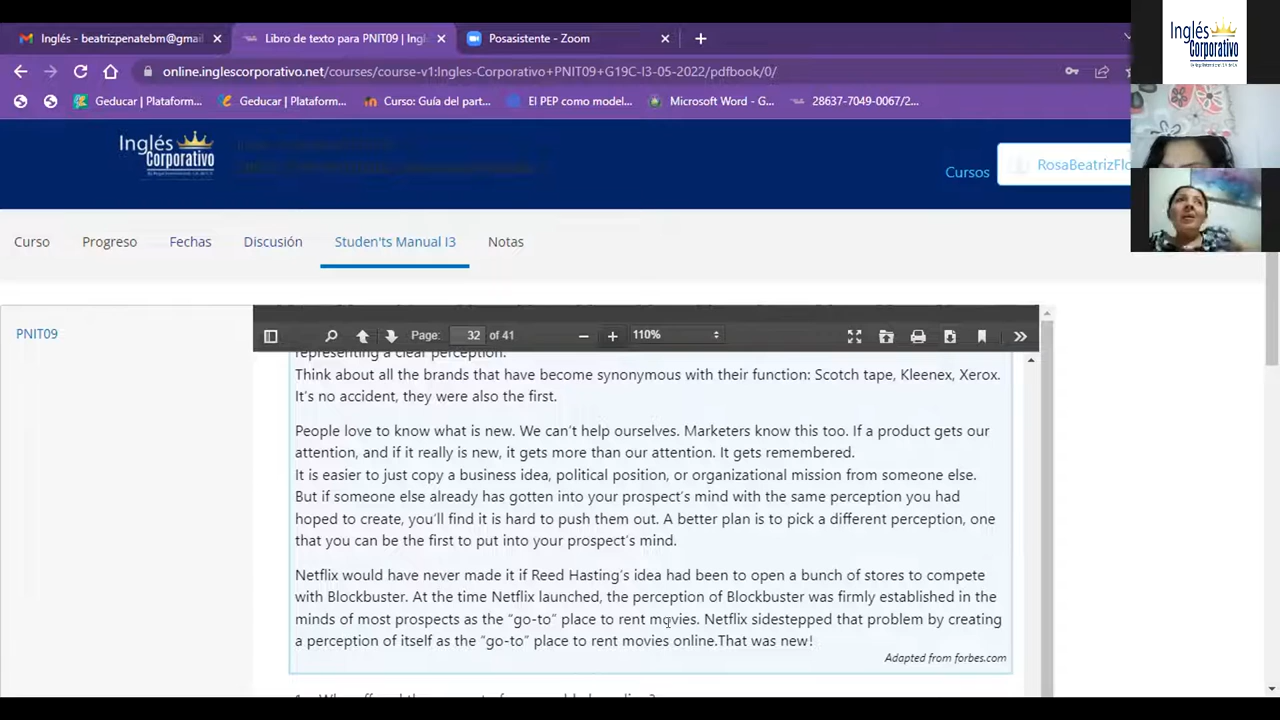 Inglés - beatrizpenatebm@gmai
Libro de texto para PNIT09 | Ingl
Posasistente - Zoom
online.inglescorporativo.net/courses/course-v1:Ingles-Corporativo+PNIT09+G19C-I3-05-2022/pdfbook/0/
Geducar | Plataform...
Geducar | Plataform...
Curso: Guía del part...
El PEP como model...
Microsoft Word - G...
28637-7049-0067/2...
Inglés
Corporativo
Inglés
Corporativo
Cursos
RosaBeatrizFlo
Curso
Progreso
Fechas
Discusión
Studen'ts Manual I3
Notas
PNIT09
Page: 32 of 41
110%
representing a clear perception.
Think about all the brands that have become synonymous with their function: Scotch tape, Kleenex, Xerox.
It's no accident, they were also the first.
People love to know what is new. We can't help ourselves. Marketers know this too. If a product gets our
attention, and if it really is new, it gets more than our attention. It gets remembered.
It is easier to just copy a business idea, political position, or organizational mission from someone else.
But if someone else already has gotten into your prospect's mind with the same perception you had
hoped to create, you'll find it is hard to push them out. A better plan is to pick a different perception, one
that you can be the first to put into your prospect's mind.
Netflix would have never made it if Reed Hasting's idea had been to open a bunch of stores to compete
with Blockbuster. At the time Netflix launched, the perception of Blockbuster was firmly established in the
minds of most prospects as the "go-to" place to rent movies. Netflix sidestepped that problem by creating
a perception of itself as the "go-to" place to rent movies online.That was new!
Adapted from forbes.com